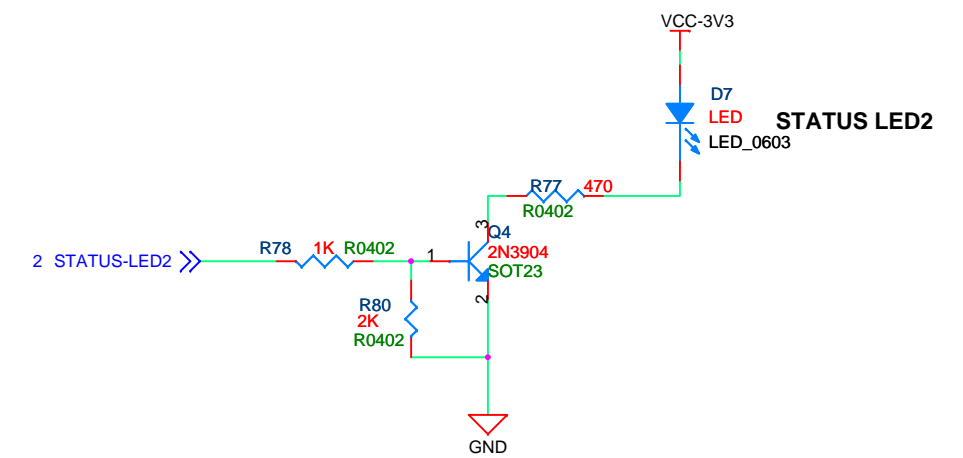 VCC-3V3
D7
LED
STATUS LED2
LED_0603
R77 470
R0402
3
Q4
2N3904
SOT23
2 STATUS-LED2
R78 1K R0402
1
2
R80
2K
R0402
GND